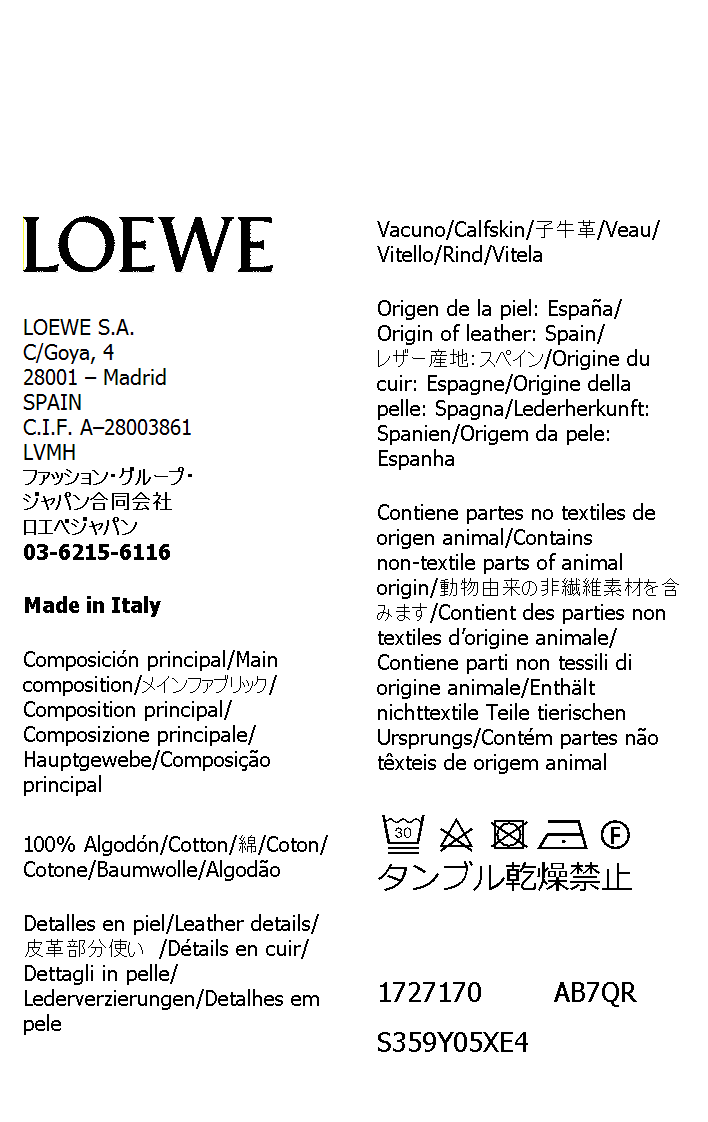 LOEWE
LOEWE S.A.
C/Goya, 4
28001 – Madrid
SPAIN
C.I.F. A–28003861
LVMH
ファッション・グループ・
ジャパン合同会社
ロエベジャパン
03-6215-6116
Made in Italy
Composición principal/Main
composition/メインファブリック/
Composition principal/
Composizione principale/
Hauptgewebe/Composição
principal
100% Algodón/Cotton/綿/Coton/
Cotone/Baumwolle/Algodão
Detalles en piel/Leather details/
皮革部分使い /Détails en cuir/
Dettagli in pelle/
Lederverzierungen/Detalhes em
pele
Vacuno/Calfskin/子牛革/Veau/
Vitello/Rind/Vitela
Origen de la piel: España/
Origin of leather: Spain/
レザー産地：スペイン/Origine du
cuir: Espagne/Origine della
pelle: Spagna/Lederherkunft:
Spanien/Origem da pele:
Espanha
Contiene partes no textiles de
origen animal/Contains
non-textile parts of animal
origin/動物由来の非繊維素材を含
みます/Contient des parties non
textiles d’origine animale/
Contiene parti non tessili di
origine animale/Enthält
nichttextile Teile tierischen
Ursprungs/Contém partes não
têxteis de origem animal
30 F
タンブル乾燥禁止
1727170 AB7QR
S359Y05XE4